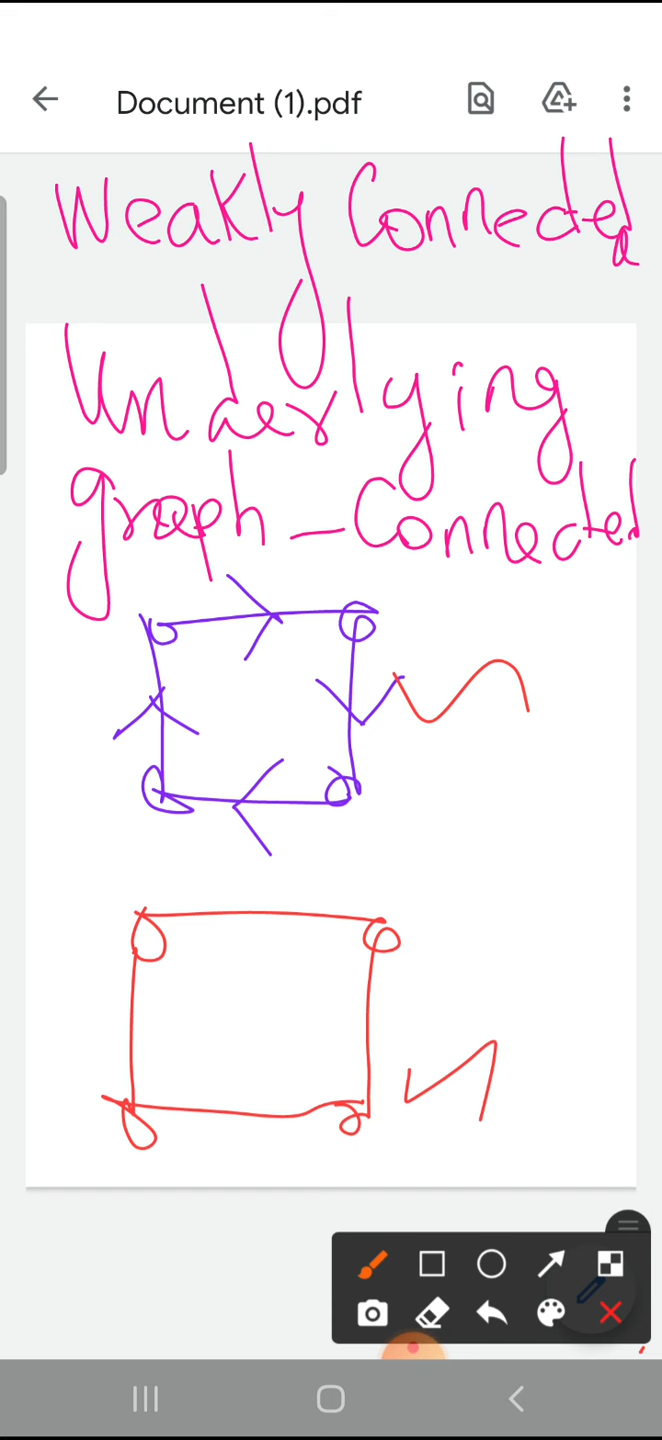 Document (1).pdf
Weakly Connected
Underlying
graph - Connected